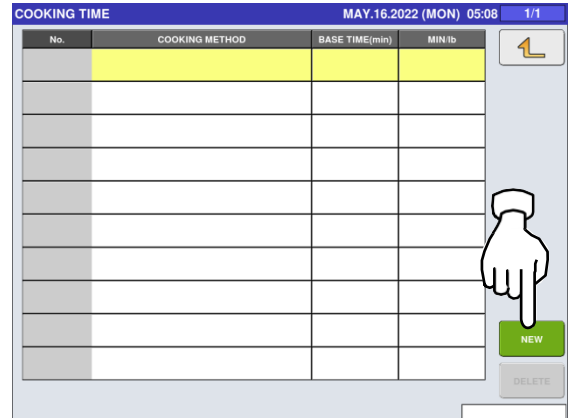 COOKING TIME MAY.16.2022 (MON) 05:08 1/1
No. COOKING METHOD BASE TIME(min) MIN/lb
NEW
DELETE